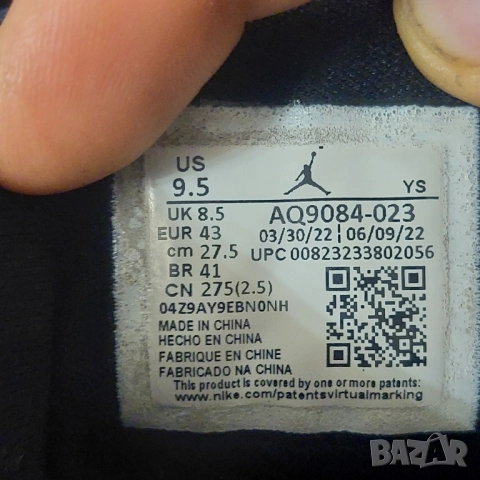 US
9.5
YS
UK 8.5
AQ9084-023
EUR 43
03/30/22 | 06/09/22
cm 27.5
UPC 00823233802056
BR 41
CN 275(2.5)
04Z9AY9EBN0NH
MADE IN CHINA
HECHO EN CHINA
FABRIQUE EN CHINE
FABRICADO NA CHINA
This product is covered by one or more patents:
www.nike.com/patentsvirtualmarking
BAZAR